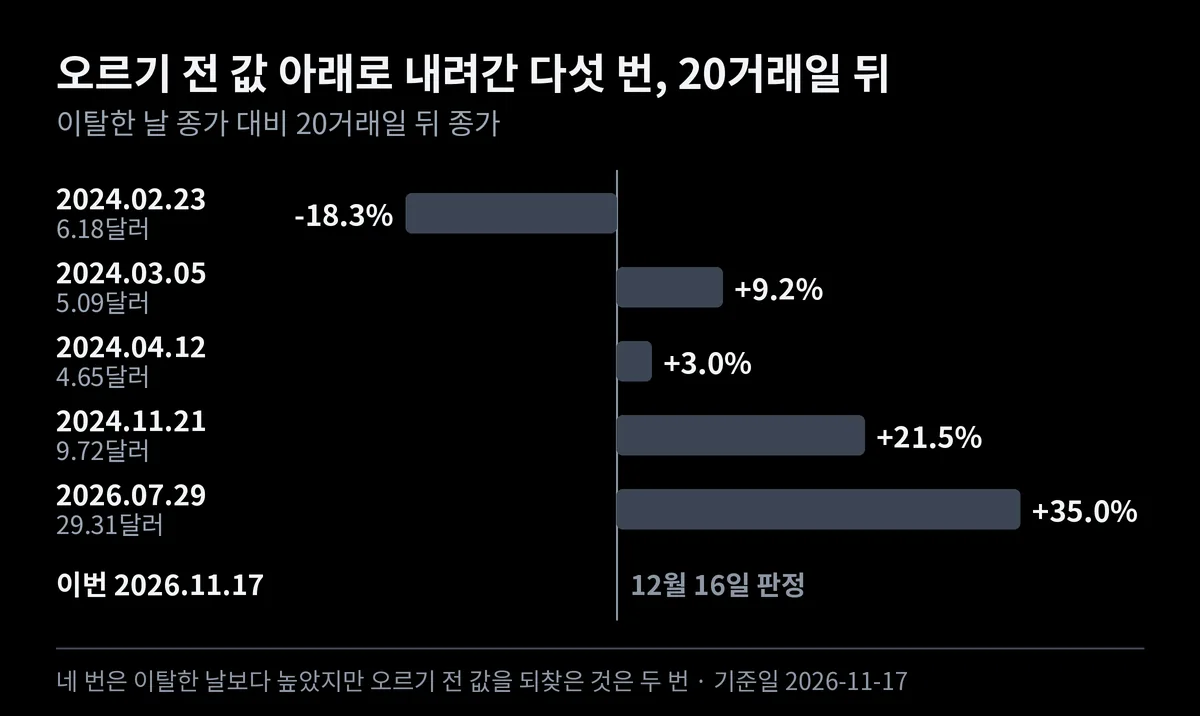 오르기 전 값 아래로 내려간 다섯 번, 20거래일 뒤
이탈한 날 종가 대비 20거래일 뒤 종가
2024.02.23
6.18달러
-18.3%
2024.03.05
5.09달러
+9.2%
2024.04.12
4.65달러
+3.0%
2024.11.21
9.72달러
+21.5%
2026.07.29
29.31달러
+35.0%
이번 2026.11.17
12월 16일 판정
네 번은 이탈한 날보다 높았지만 오르기 전 값을 되찾은 것은 두 번 · 기준일 2026-11-17